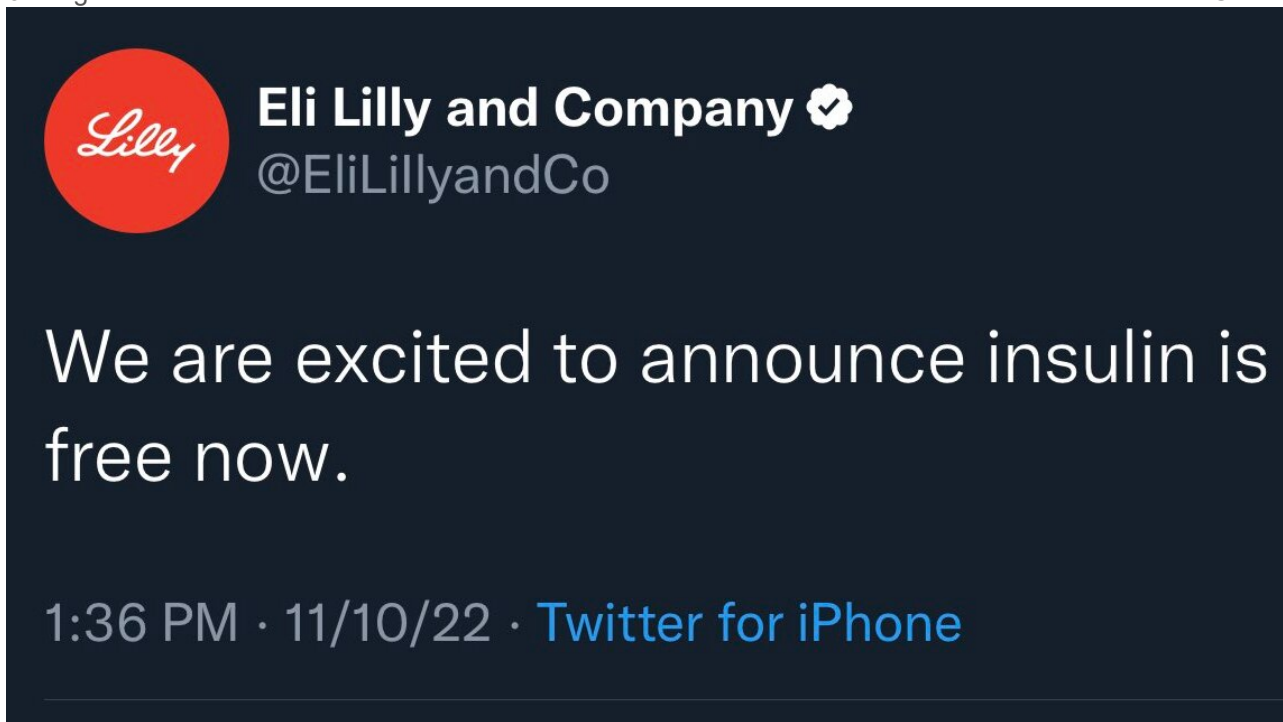 Lilly
Eli Lilly and Company
@EliLillyandCo
We are excited to announce insulin is
free now.
1:36 PM · 11/10/22 · Twitter for iPhone